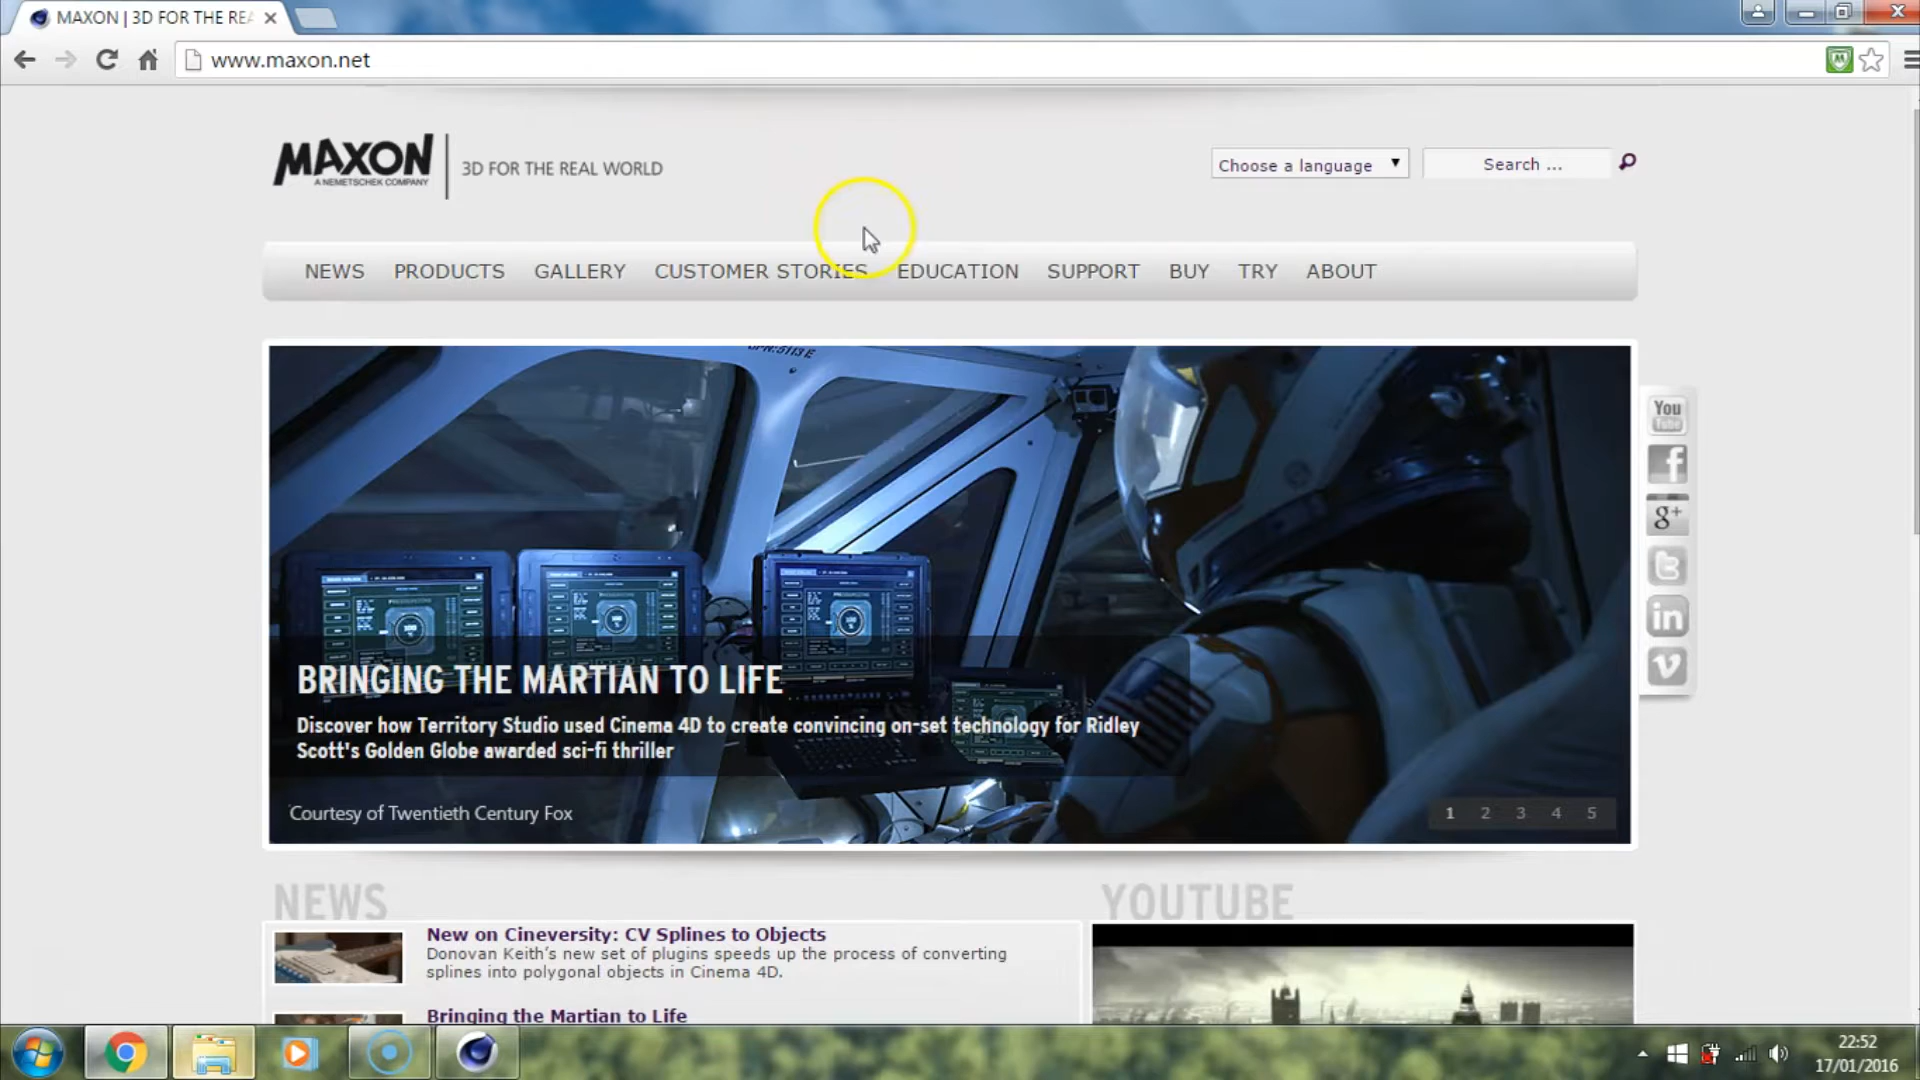 MAXON | 3D FOR THE REA
www.maxon.net
MAXON
A NEMETSCHEK COMPANY
3D FOR THE REAL WORLD
Choose a language
Search ...
NEWS PRODUCTS GALLERY CUSTOMER STORIES EDUCATION SUPPORT BUY TRY ABOUT
You
Tube
f
g+
in
BRINGING THE MARTIAN TO LIFE
Discover how Territory Studio used Cinema 4D to create convincing on-set technology for Ridley
Scott's Golden Globe awarded sci-fi thriller
Courtesy of Twentieth Century Fox
1 2 3 4 5
NEWS
YOUTUBE
New on Cineversity: CV Splines to Objects
Donovan Keith’s new set of plugins speeds up the process of converting
splines into polygonal objects in Cinema 4D.
Bringing the Martian to Life
22:52
17/01/2016